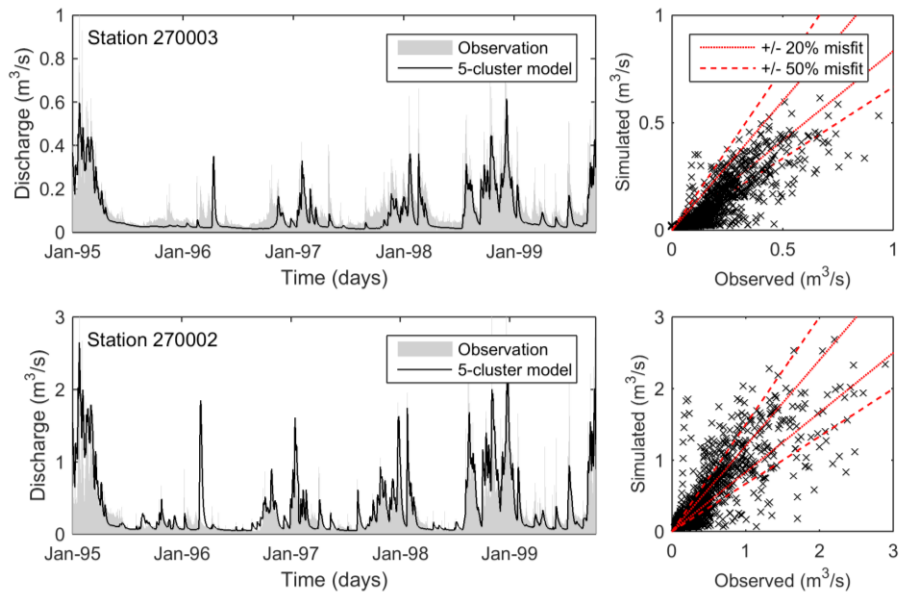 Station 270003
Observation
5-cluster model
Discharge (m³/s)
1
0.8
0.6
0.4
0.2
0
Jan-95 Jan-96 Jan-97 Jan-98 Jan-99
Time (days)
+/- 20% misfit
+/- 50% misfit
Simulated (m³/s)
1
0.5
0
0 0.5 1
Observed (m³/s)
Station 270002
Observation
5-cluster model
Discharge (m³/s)
3
2
1
0
Jan-95 Jan-96 Jan-97 Jan-98 Jan-99
Time (days)
Simulated (m³/s)
3
2
1
0
0 1 2 3
Observed (m³/s)